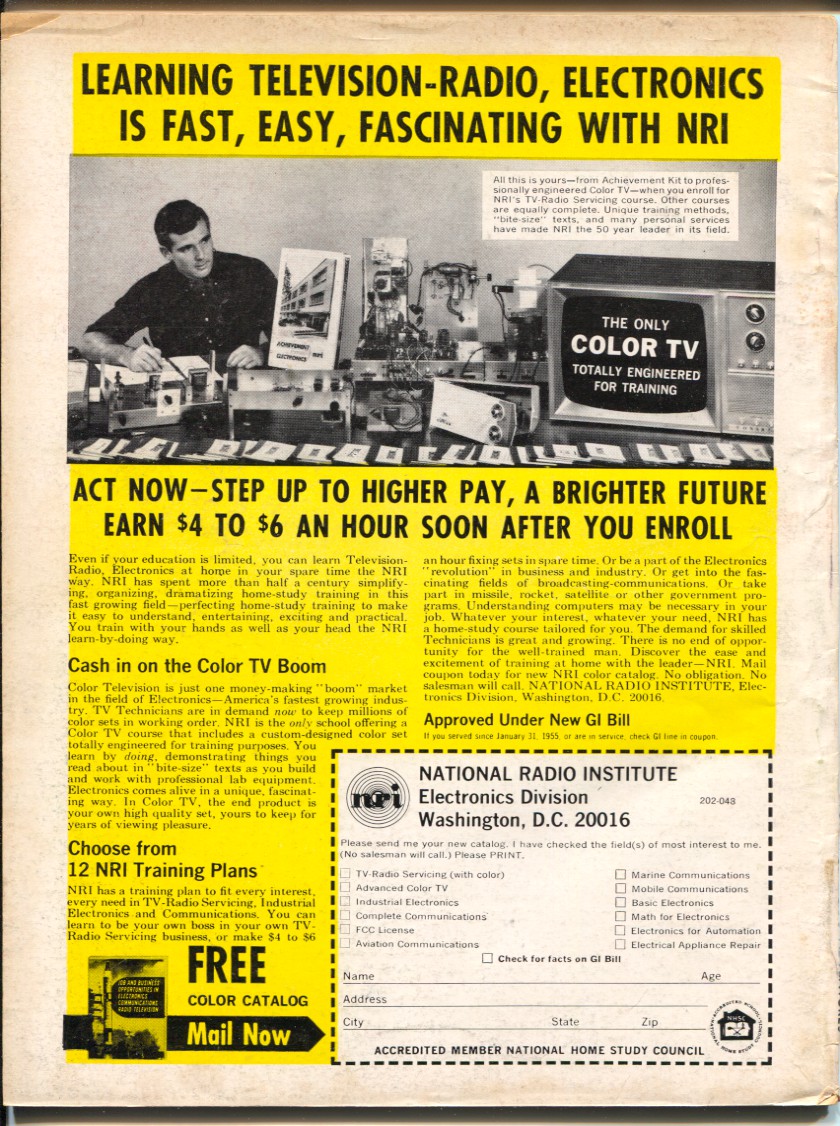 LEARNING TELEVISION-RADIO, ELECTRONICS
IS FAST, EASY, FASCINATING WITH NRI
All this is yours—from Achievement Kit to profes-
sionally engineered Color TV—when you enroll for
NRI's TV-Radio Servicing course. Other courses
are equally complete. Unique training methods,
"bite-size" texts, and many personal services
have made NRI the 50 year leader in its field.
ACHIEVEMENT
ELECTRONICS nri
THE ONLY
COLOR TV
TOTALLY ENGINEERED
FOR TRAINING
ACT NOW—STEP UP TO HIGHER PAY, A BRIGHTER FUTURE
EARN $4 TO $6 AN HOUR SOON AFTER YOU ENROLL
Even if your education is limited, you can learn Television-
Radio, Electronics at home in your spare time the NRI
way. NRI has spent more than half a century simplify-
ing, organizing, dramatizing home-study training in this
fast growing field—perfecting home-study training to make
it easy to understand, entertaining, exciting and practical.
You train with your hands as well as your head the NRI
learn-by-doing way.
Cash in on the Color TV Boom
Color Television is just one money-making "boom" market
in the field of Electronics—America's fastest growing indus-
try. TV Technicians are in demand now to keep millions of
color sets in working order. NRI is the only school offering a
Color TV course that includes a custom-designed color set
totally engineered for training purposes. You
learn by doing, demonstrating things you
read about in "bite-size" texts as you build
and work with professional lab equipment.
Electronics comes alive in a unique, fascinat-
ing way. In Color TV, the end product is
your own high quality set, yours to keep for
years of viewing pleasure.
Choose from
12 NRI Training Plans
NRI has a training plan to fit every interest,
every need in TV-Radio Servicing, Industrial
Electronics and Communications. You can
learn to be your own boss in your own TV-
Radio Servicing business, or make $4 to $6
an hour fixing sets in spare time. Or be a part of the Electronics
"revolution" in business and industry. Or get into the fas-
cinating fields of broadcasting-communications. Or take
part in missile, rocket, satellite or other government pro-
grams. Understanding computers may be necessary in your
job. Whatever your interest, whatever your need, NRI has
a home-study course tailored for you. The demand for skilled
Technicians is great and growing. There is no end of oppor-
tunity for the well-trained man. Discover the ease and
excitement of training at home with the leader—NRI. Mail
coupon today for new NRI color catalog. No obligation. No
salesman will call. NATIONAL RADIO INSTITUTE, Elec-
tronics Division, Washington, D.C. 20016.
Approved Under New GI Bill
If you served since January 31, 1955, or are in service, check GI line in coupon.
JOB AND BUSINESS
OPPORTUNITIES IN
ELECTRONICS
COMMUNICATIONS
RADIO TELEVISION
FREE
COLOR CATALOG
Mail Now
nri
NATIONAL RADIO INSTITUTE
Electronics Division
Washington, D.C. 20016
202-048
Please send me your new catalog. I have checked the field(s) of most interest to me.
(No salesman will call.) Please PRINT.
TV-Radio Servicing (with color)
Advanced Color TV
Industrial Electronics
Complete Communications
FCC License
Aviation Communications
Marine Communications
Mobile Communications
Basic Electronics
Math for Electronics
Electronics for Automation
Electrical Appliance Repair
Check for facts on GI Bill
Name Age
Address
City State Zip
ACCREDITED MEMBER NATIONAL HOME STUDY COUNCIL
NHSC